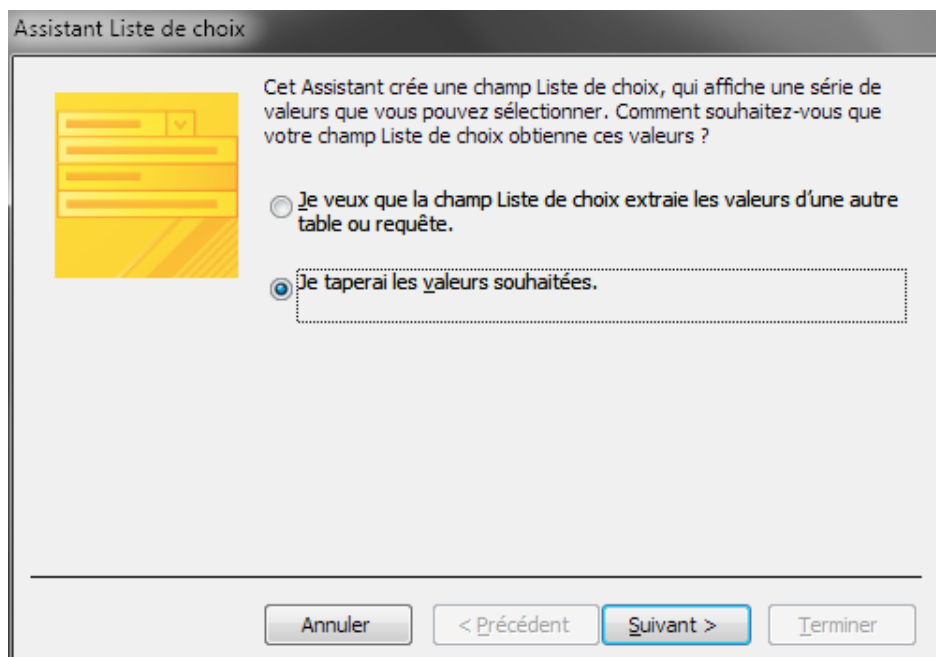 Assistant Liste de choix
Cet Assistant crée une champ Liste de choix, qui affiche une série de
valeurs que vous pouvez sélectionner. Comment souhaitez-vous que
votre champ Liste de choix obtienne ces valeurs ?
Je veux que la champ Liste de choix extraie les valeurs d'une autre
table ou requête.
Je taperai les valeurs souhaitées.
Annuler
< Précédent
Suivant >
Terminer